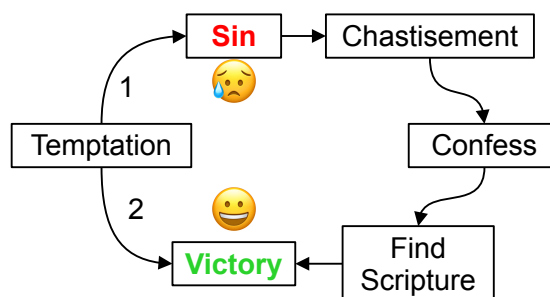 Sin
Chastisement
1
Temptation
Confess
2
Victory
Find
Scripture